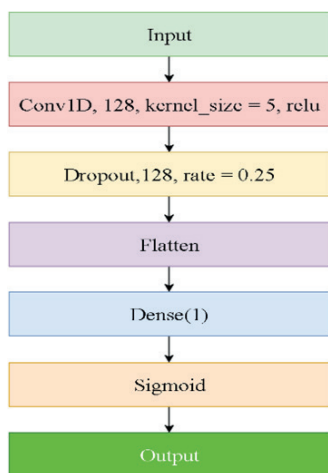 Input
Conv1D, 128, kernel_size = 5, relu
Dropout,128, rate = 0.25
Flatten
Dense(1)
Sigmoid
Output